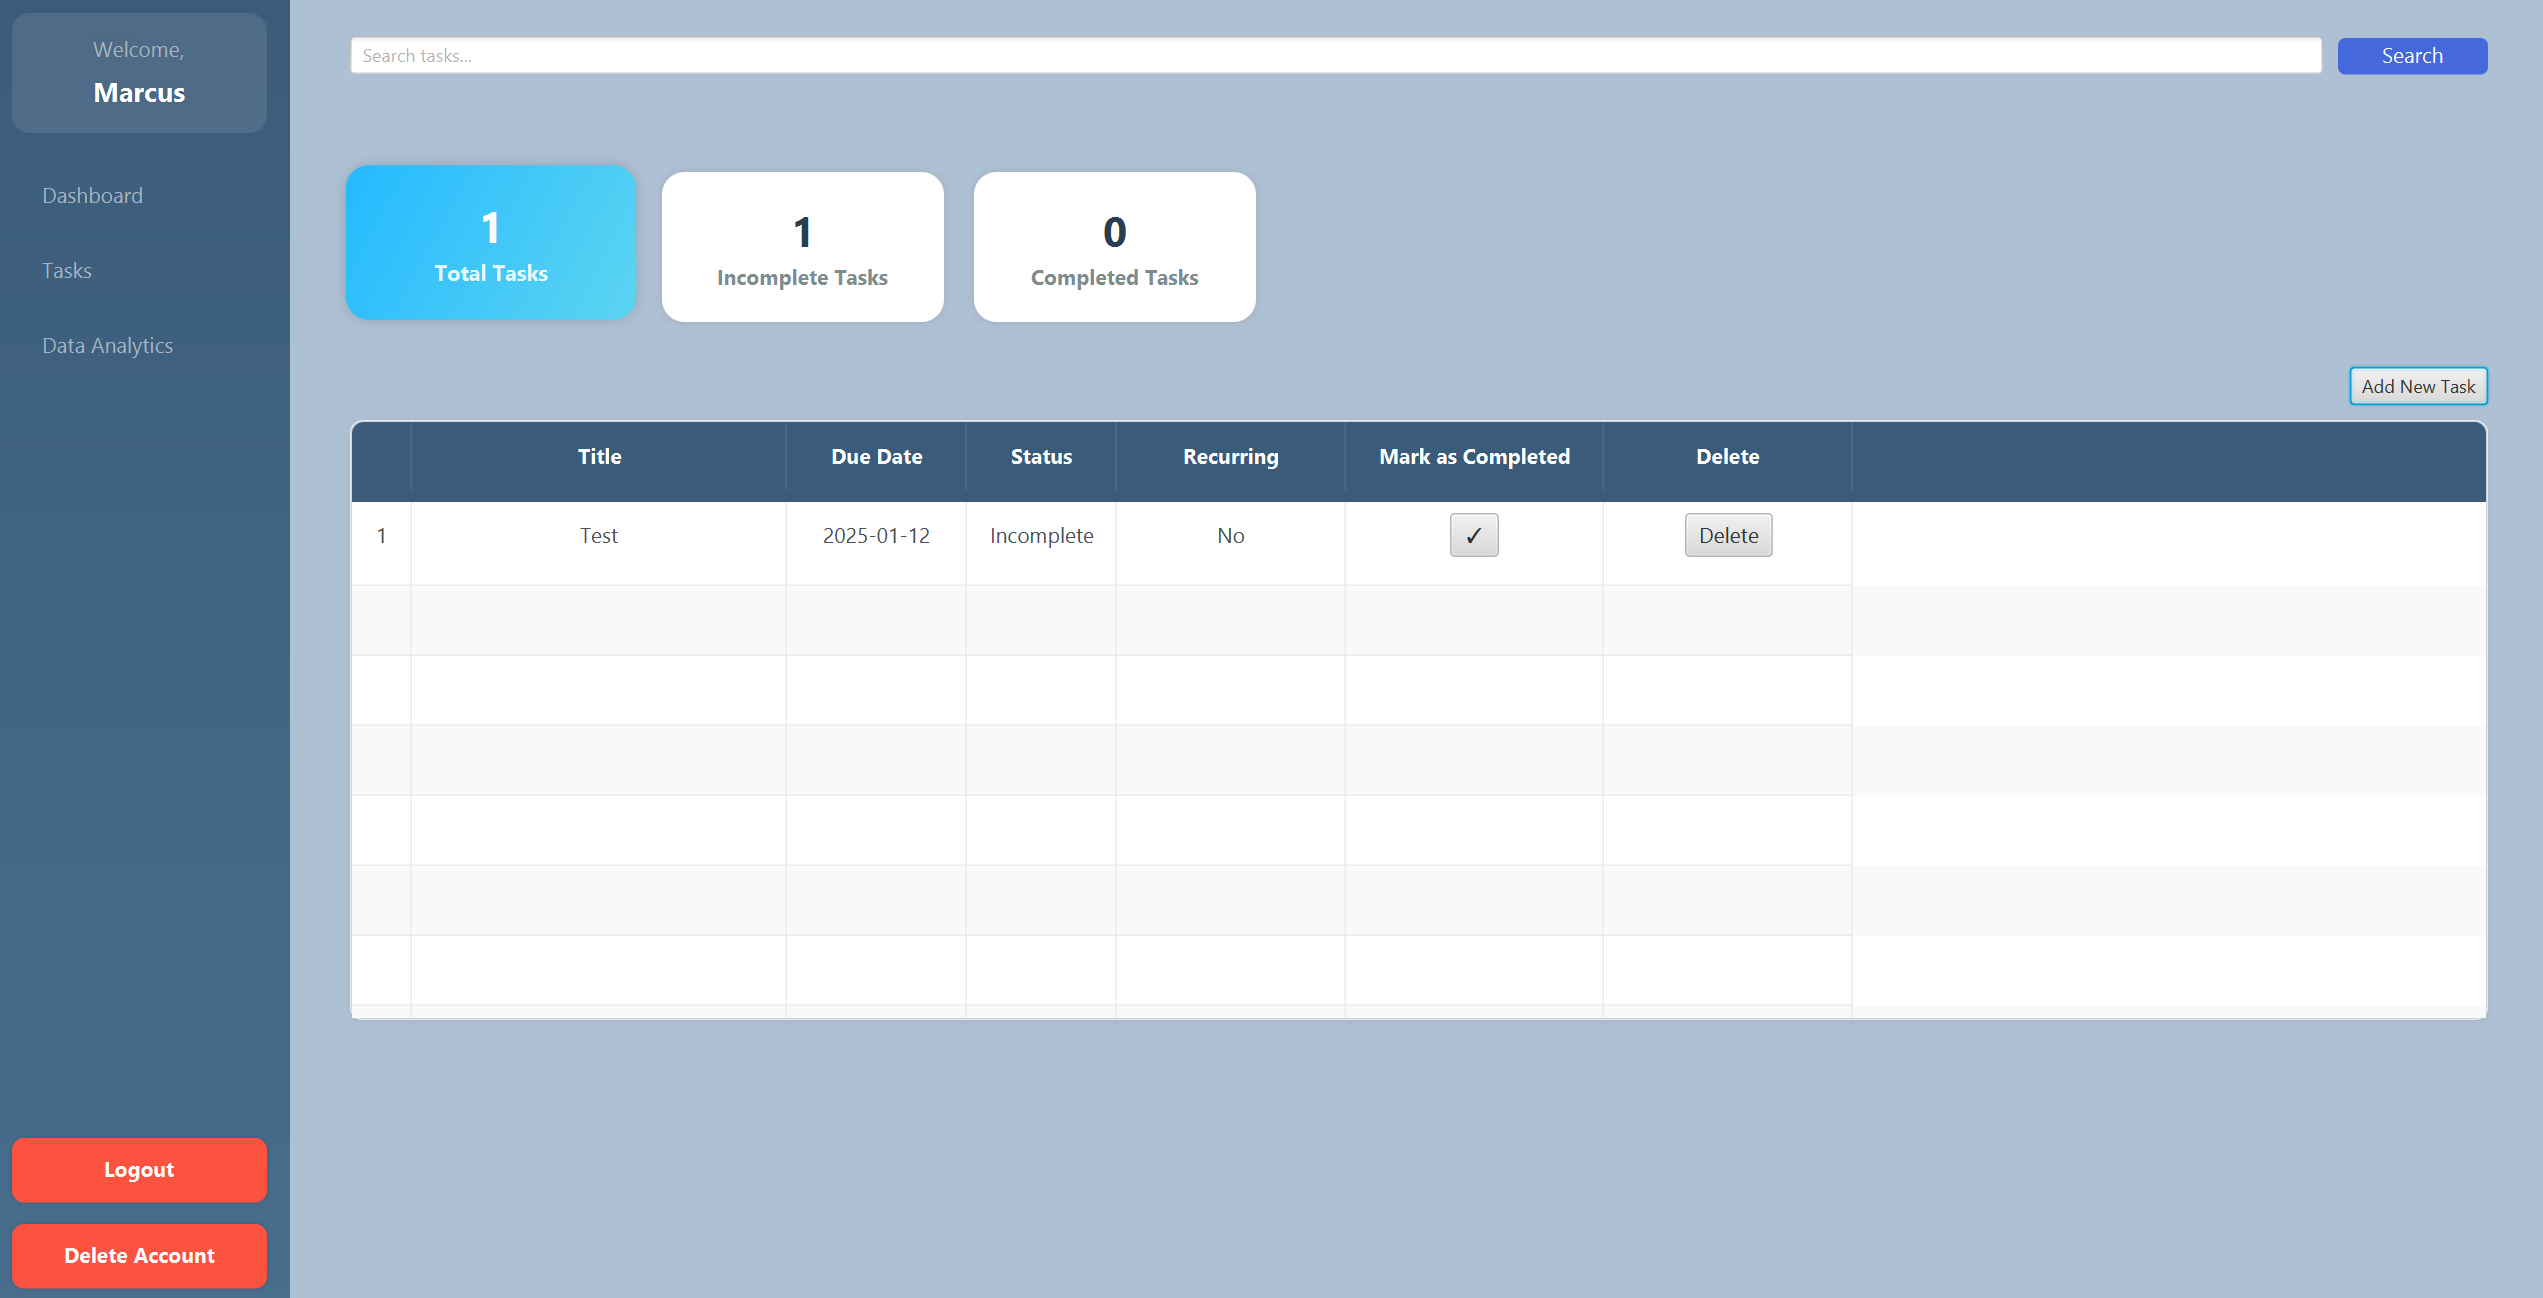 Welcome,
Marcus
Dashboard
Tasks
Data Analytics
Logout
Delete Account
Search tasks...
Search
1
Total Tasks
1
Incomplete Tasks
0
Completed Tasks
Add New Task
Title Due Date Status Recurring Mark as Completed Delete
1 Test 2025-01-12 Incomplete No ✓ Delete